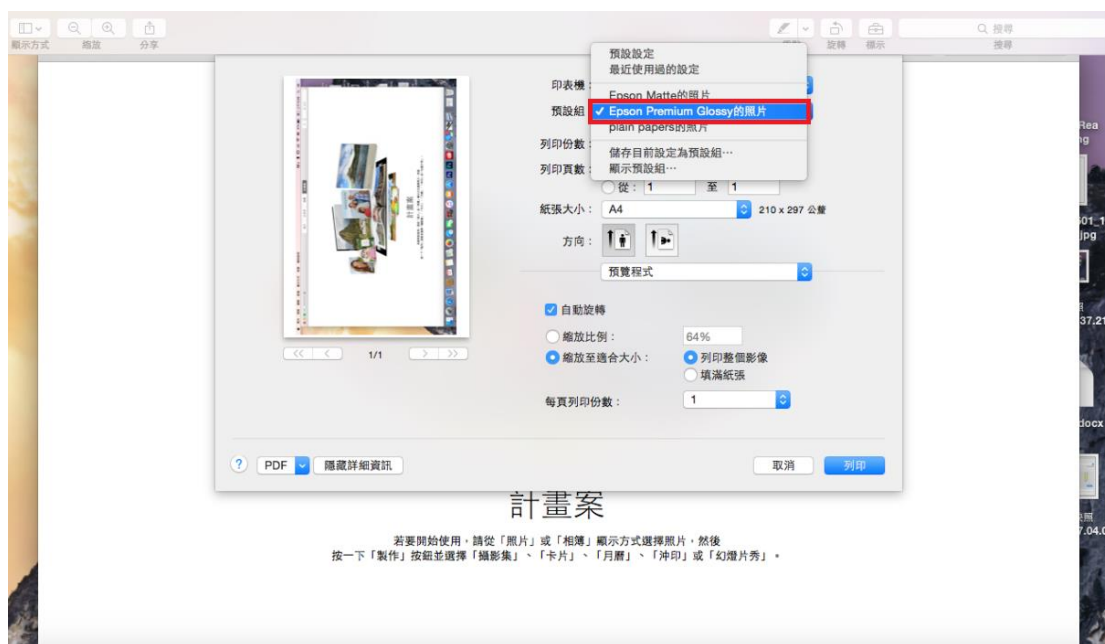 顯示方式 縮放 分享 旋轉 標示 搜尋
搜尋
預設設定
最近使用過的設定
印表機：
Epson Matte的照片
預設組
✓ Epson Premium Glossy的照片
plain papers的照片
列印份數：
儲存目前設定為預設組…
列印頁數：
顯示預設組…
從： 1 至 1
紙張大小： A4 210 x 297 公釐
方向：
預覽程式
自動旋轉
縮放比例： 64%
縮放至適合大小： 列印整個影像
填滿紙張
1/1
每頁列印份數： 1
? PDF 隱藏詳細資訊 取消 列印
計畫案
計畫案
若要開始使用，請從「照片」或「相簿」顯示方式選擇照片，然後
按一下「製作」按鈕並選擇「攝影集」、「卡片」、「月曆」、「沖印」或「幻燈片秀」。
jpg
37.21
docx